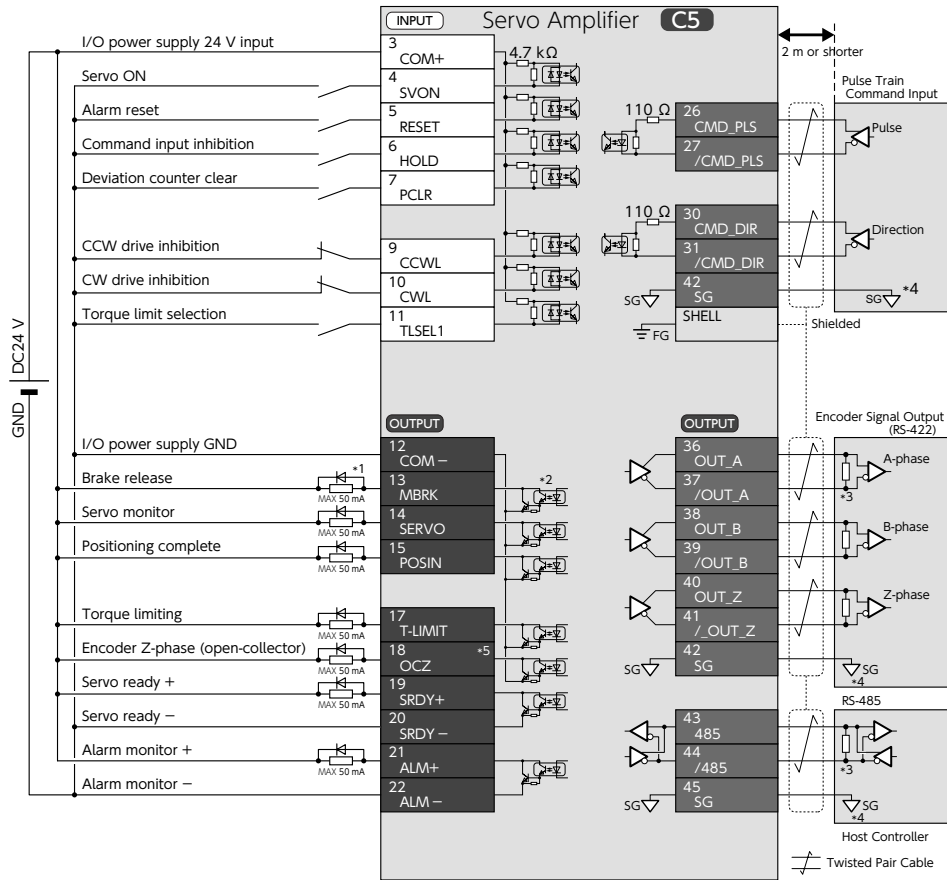 Servo Amplifier C5
INPUT
I/O power supply 24 V input
3
COM+
4.7 kΩ
Servo ON
4
SVON
Alarm reset
5
RESET
Command input inhibition
6
HOLD
Deviation counter clear
7
PCLR
CCW drive inhibition
9
CCWL
CW drive inhibition
10
CWL
Torque limit selection
11
TLSEL1
DC24 V
GND
2 m or shorter
Pulse Train
Command Input
110 Ω
26
CMD_PLS
Pulse
27
/CMD_PLS
110 Ω
30
CMD_DIR
Direction
31
/CMD_DIR
SG
42
SG
SG
*4
FG
SHELL
Shielded
OUTPUT
I/O power supply GND
12
COM −
Brake release
*1
MAX 50 mA
13
MBRK
*2
Servo monitor
MAX 50 mA
14
SERVO
Positioning complete
MAX 50 mA
15
POSIN
Torque limiting
MAX 50 mA
17
T-LIMIT
Encoder Z-phase (open-collector)
MAX 50 mA
18
*5
OCZ
Servo ready +
MAX 50 mA
19
SRDY+
Servo ready −
20
SRDY −
Alarm monitor +
MAX 50 mA
21
ALM+
Alarm monitor −
22
ALM −
OUTPUT
Encoder Signal Output
(RS-422)
36
OUT_A
A-phase
37
/OUT_A
*3
38
OUT_B
B-phase
39
/OUT_B
40
OUT_Z
Z-phase
41
/_OUT_Z
SG
42
SG
SG
*4
RS-485
43
485
44
/485
*3
SG
45
SG
SG
*4
Host Controller
Twisted Pair Cable